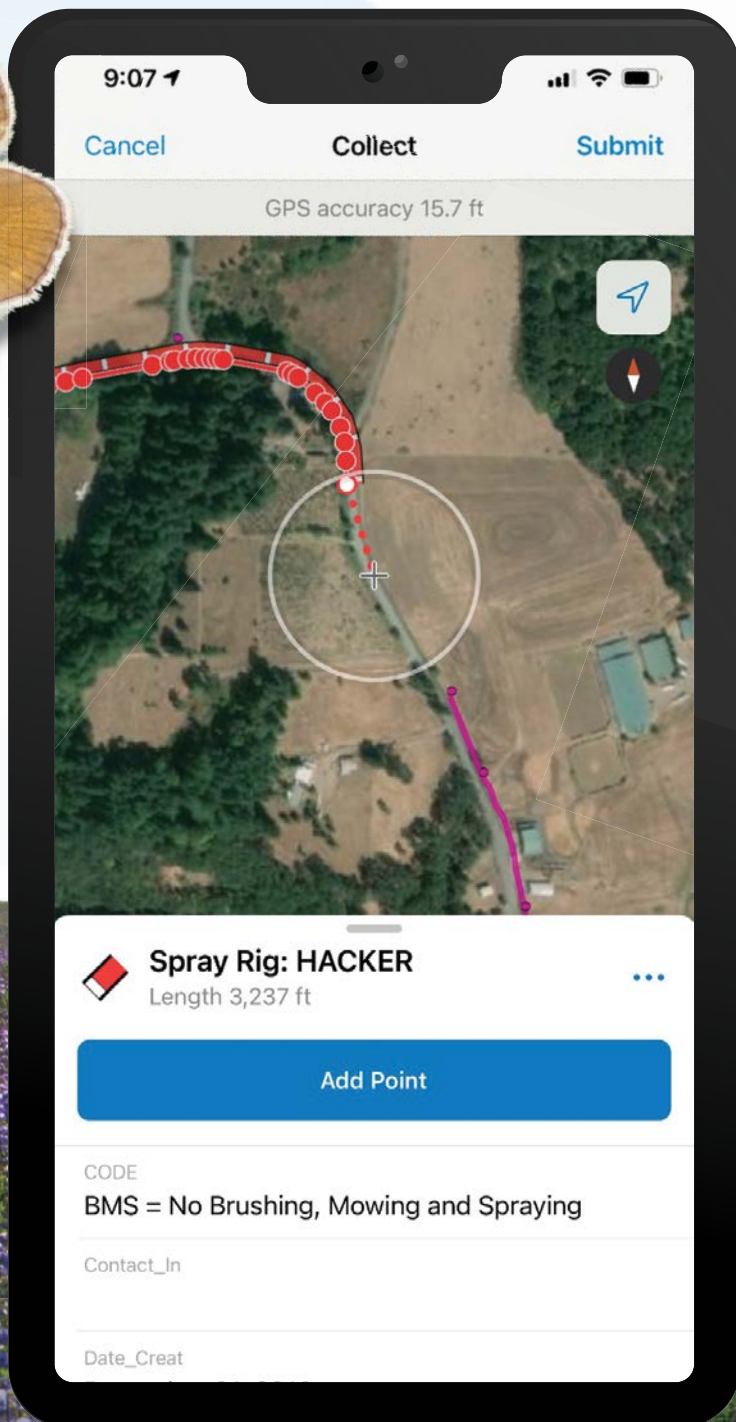 9:07
Cancel
Collect
Submit
GPS accuracy 15.7 ft
Spray Rig: HACKER
Length 3,237 ft
Add Point
CODE
BMS = No Brushing, Mowing and Spraying
Contact_In
Date_Creat